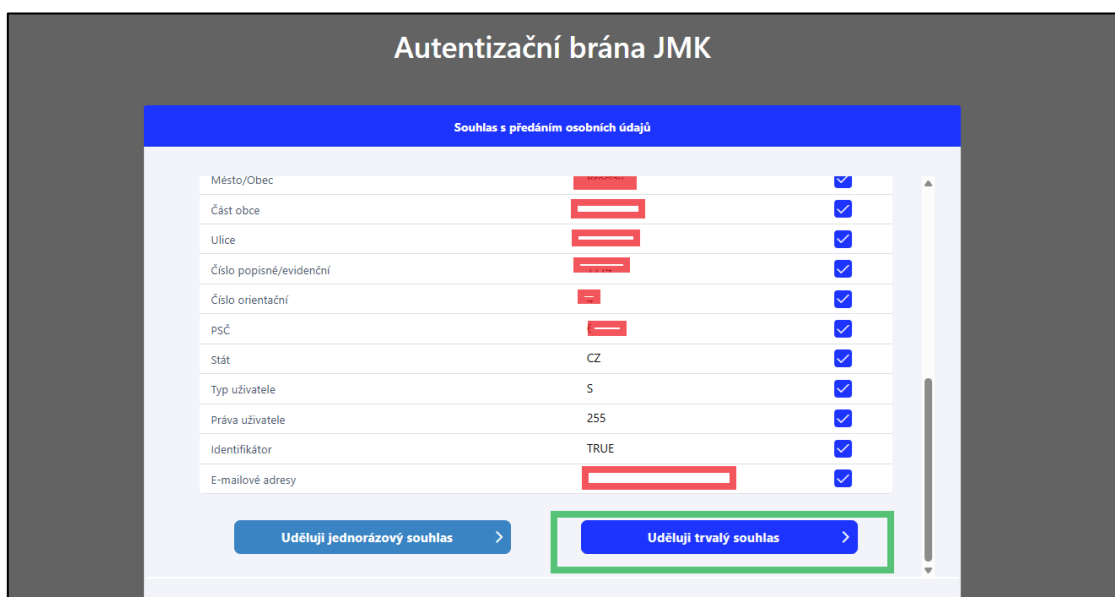 Autentizační brána JMK
Souhlas s předáním osobních údajů
Město/Obec
Část obce
Ulice
Číslo popisné/evidenční
Číslo orientační
PSČ
Stát CZ
Typ uživatele S
Práva uživatele 255
Identifikátor TRUE
E-mailové adresy
Uděluji jednorázový souhlas
Uděluji trvalý souhlas